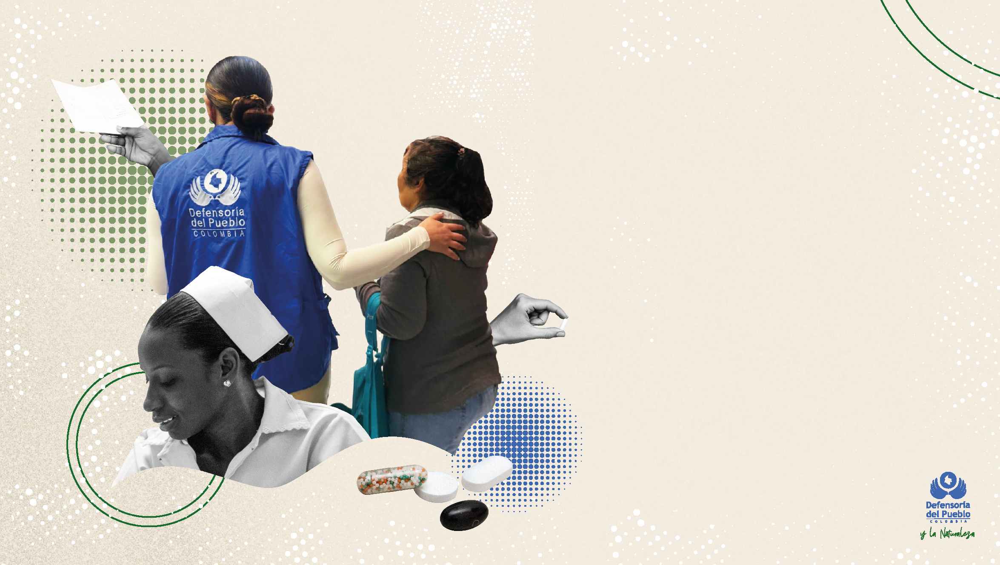 Defensoría
del Pueblo
COLOMBIA
Defensoría
del Pueblo
COLOMBIA
y la Naturaleza